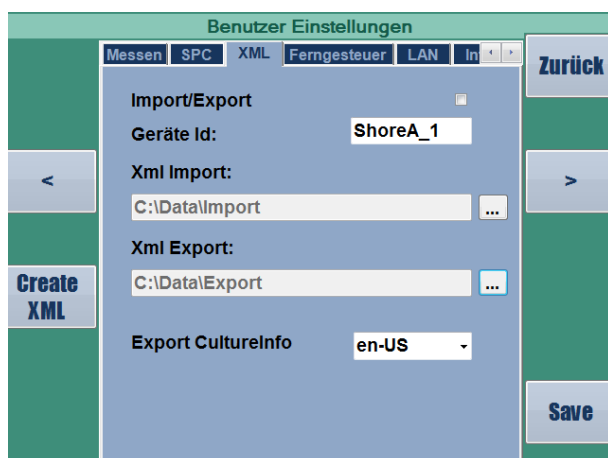 Benutzer Einstellungen
Messen SPC XML Ferngesteuer LAN
Zurück
Import/Export
Geräte Id: ShoreA_1
Xml Import:
< >
C:\Data\Import ...
Xml Export:
C:\Data\Export ...
Create
XML
Export CultureInfo en-US
Save